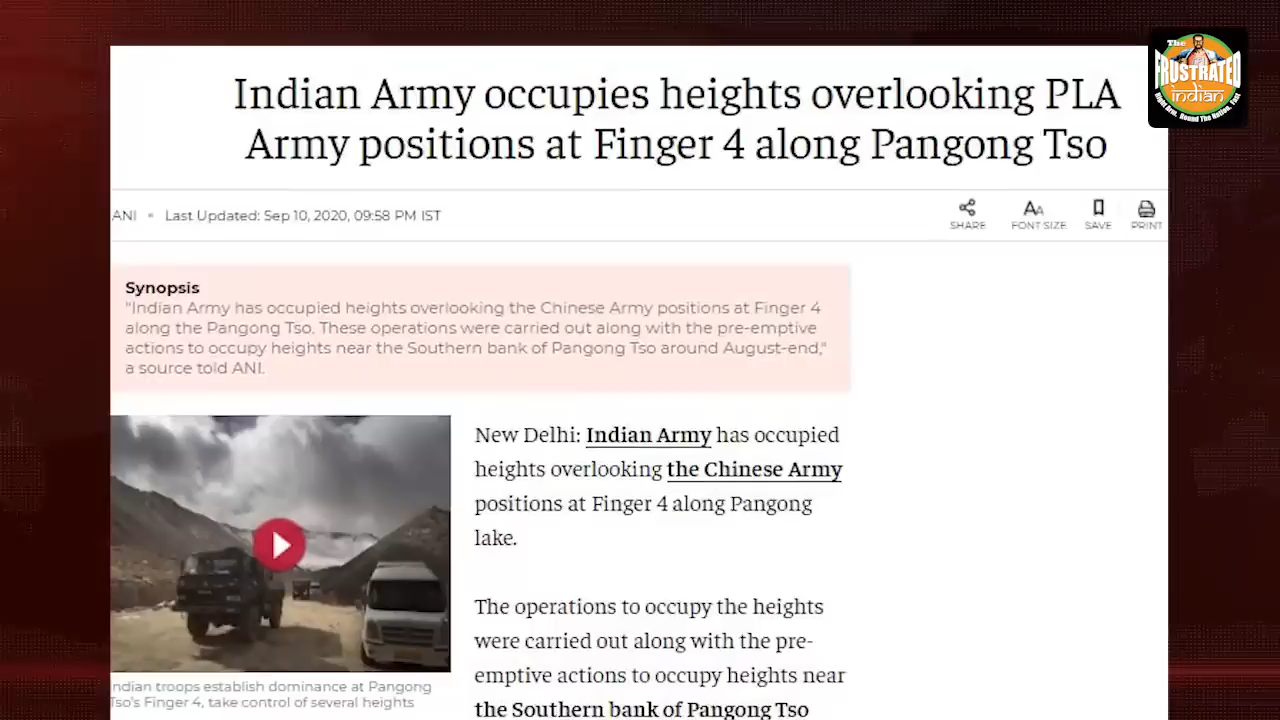 Indian Army occupies heights overlooking PLA
Army positions at Finger 4 along Pangong Tso
The
FRUSTRATED
indian
Right Arm. Round The Nation. Take
ANI • Last Updated: Sep 10, 2020, 09:58 PM IST
SHARE
FONT SIZE
SAVE
PRINT
Synopsis
"Indian Army has occupied heights overlooking the Chinese Army positions at Finger 4
along the Pangong Tso. These operations were carried out along with the pre-emptive
actions to occupy heights near the Southern bank of Pangong Tso around August-end,"
a source told ANI.
ndian troops establish dominance at Pangong
Tso's Finger 4, take control of several heights
New Delhi: Indian Army has occupied
heights overlooking the Chinese Army
positions at Finger 4 along Pangong
lake.
The operations to occupy the heights
were carried out along with the pre-
emptive actions to occupy heights near
the Southern bank of Pangong Tso